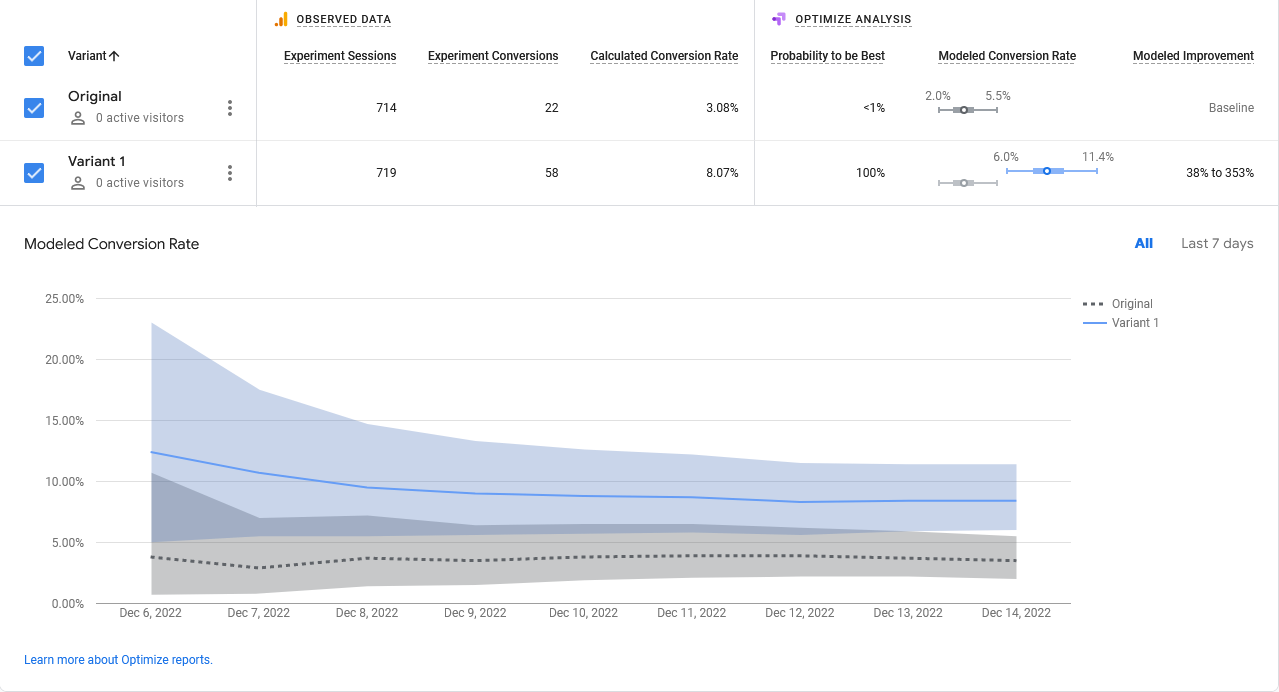 OBSERVED DATA
OPTIMIZE ANALYSIS
Variant
Experiment Sessions
Experiment Conversions
Calculated Conversion Rate
Probability to be Best
Modeled Conversion Rate
Modeled Improvement
Original
0 active visitors
714
22
3.08%
<1%
2.0%
5.5%
Baseline
Variant 1
0 active visitors
719
58
8.07%
100%
6.0%
11.4%
38% to 353%
Modeled Conversion Rate
All
Last 7 days
25.00%
20.00%
15.00%
10.00%
5.00%
0.00%
Original
Variant 1
Dec 6, 2022
Dec 7, 2022
Dec 8, 2022
Dec 9, 2022
Dec 10, 2022
Dec 11, 2022
Dec 12, 2022
Dec 13, 2022
Dec 14, 2022
Learn more about Optimize reports.